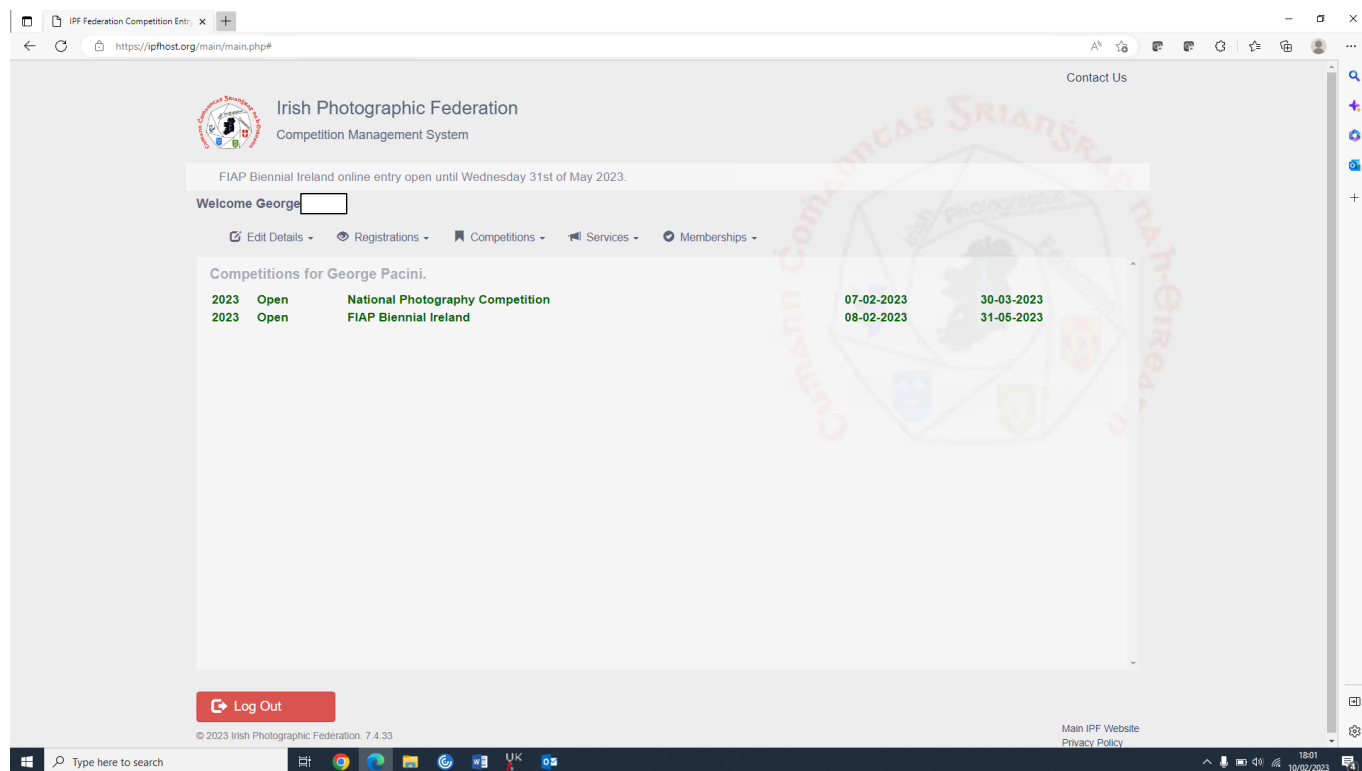 IPF Federation Competition Entry
https://ipfhost.org/main/main.php#
Contact Us
Irish Photographic Federation
Competition Management System
FIAP Biennial Ireland online entry open until Wednesday 31st of May 2023.
Welcome George
Edit Details
Registrations
Competitions
Services
Memberships
Competitions for George Pacini.
2023 Open National Photography Competition 07-02-2023 30-03-2023
2023 Open FIAP Biennial Ireland 08-02-2023 31-05-2023
Log Out
© 2023 Irish Photographic Federation. 7.4.33
Main IPF Website
Privacy Policy
Type here to search
UK
18:01
10/02/2023